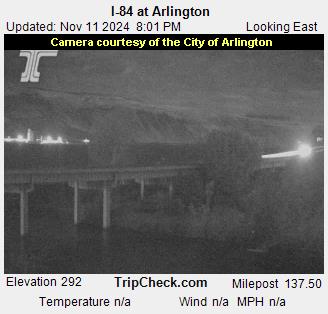 I-84 at Arlington
Updated: Nov 11 2024 8:01 PM Looking East
Camera courtesy of the City of Arlington
Elevation 292 TripCheck.com Milepost 137.50
Temperature n/a Wind n/a MPH n/a